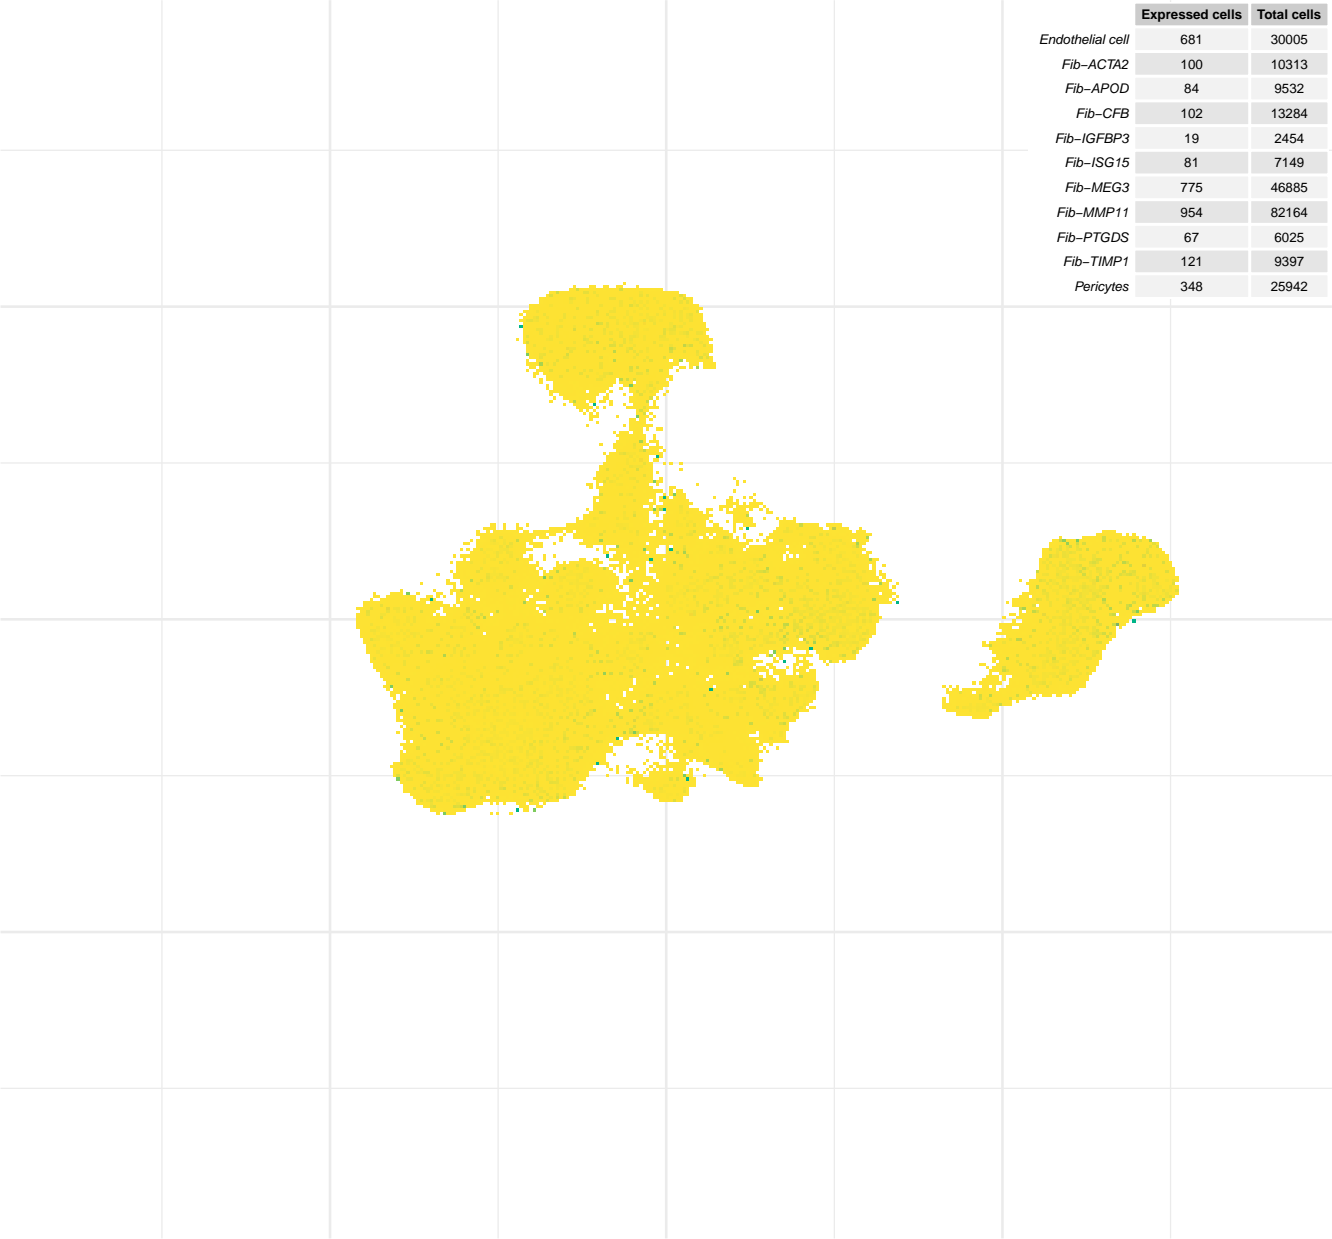 Expressed cells Total cells
Endothelial cell 681 30005
Fib−ACTA2 100 10313
Fib−APOD 84 9532
Fib−CFB 102 13284
Fib−IGFBP3 19 2454
Fib−ISG15 81 7149
Fib−MEG3 775 46885
Fib−MMP11 954 82164
Fib−PTGDS 67 6025
Fib−TIMP1 121 9397
Pericytes 348 25942